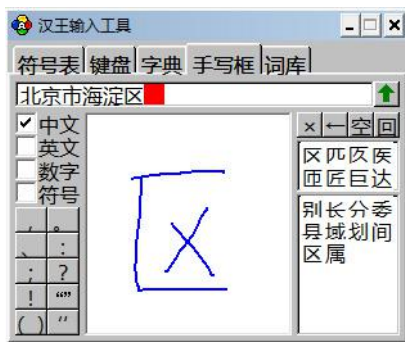 汉王输入工具
符号表 键盘 字典 手写框 词库
北京市海淀区
中文
英文
数字
符号
× ← 空 回
， 。
、 :
; ?
! “”
( ) “
区
区匹仄医
匝匠巨达
别长分委
县域划间
区属